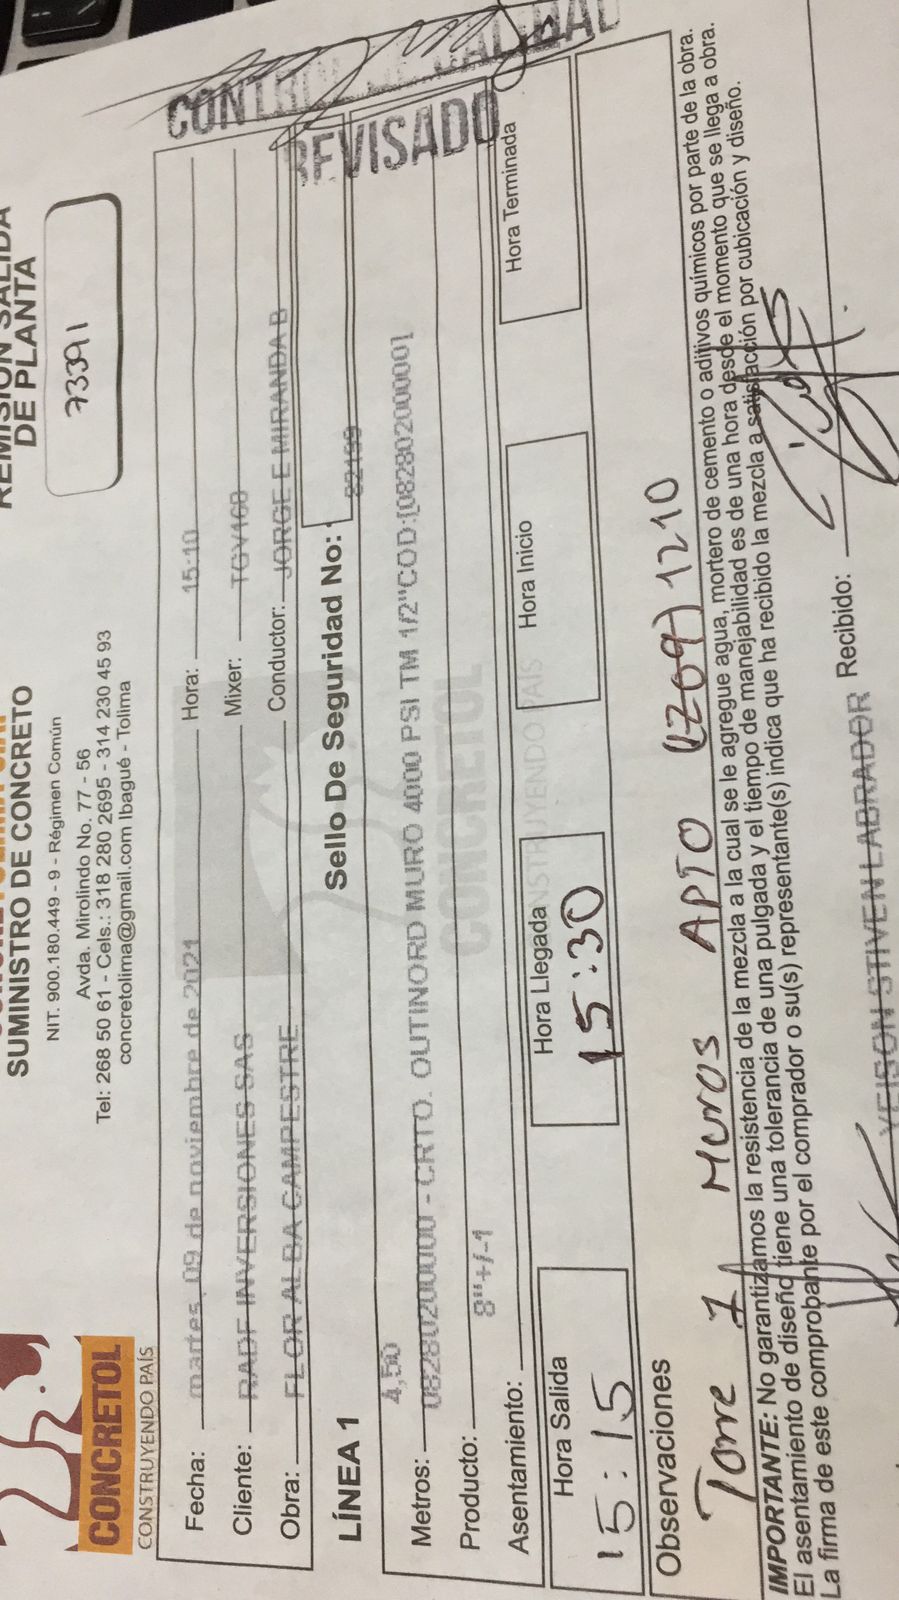 CONCRETOL
CONSTRUYENDO PAÍS
SUMINISTRO DE CONCRETO
NIT. 900.180.449 - 9 - Régimen Común
Avda. Mirolindo No. 77 - 56
Tel: 268 50 61 - Cels.: 318 280 2695 - 314 230 45 93
concretolima@gmail.com Ibagué - Tolima
REMISIÓN SALIDA
DE PLANTA
73391
CONTROL DE CALIDAD
REVISADO
Fecha: martes, 09 de noviembre de 2021 Hora: 15:10
Cliente: RADF INVERSIONES SAS Mixer: TGV160
Obra: FLOR ALBA CAMPESTRE Conductor: JORGE E MIRANDA B
LÍNEA 1 Sello De Seguridad No: 82199
Metros: 4,50
Producto: 0828020000 - CRTO. OUTINORD MURO 4000 PSI TM 1/2"COD:[0828020000]
Asentamiento: 8"+/-1
CONCRETOL
CONSTRUYENDO PAÍS
Hora Salida Hora Llegada Hora Inicio Hora Terminada
15:15 15:30
Observaciones
Torre 7 Muros APTO 1209 1210
IMPORTANTE: No garantizamos la resistencia de la mezcla a la cual se le agregue agua, mortero de cemento o aditivos químicos por parte de la obra.
El asentamiento de diseño tiene una tolerancia de una pulgada y el tiempo de manejabilidad es de una hora desde el momento que se llega a obra.
La firma de este comprobante por el comprador o su(s) representante(s) indica que ha recibido la mezcla a satisfacción por cubicación y diseño.
YEISON STIVEN LABRADOR Recibido: